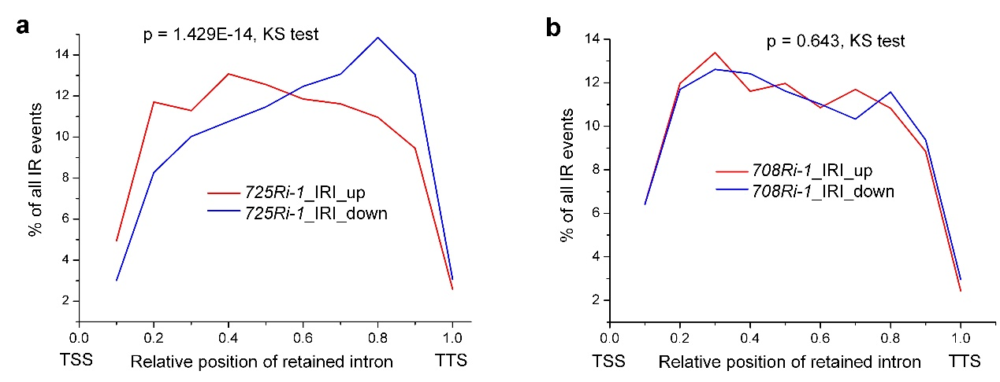 a
p = 1.429E-14, KS test
% of all IR events
14
12
10
8
6
4
2
725Ri-1_IRI_up
725Ri-1_IRI_down
0.0 0.2 0.4 0.6 0.8 1.0
TSS Relative position of retained intron TTS
b
p = 0.643, KS test
% of all IR events
14
12
10
8
6
4
2
708Ri-1_IRI_up
708Ri-1_IRI_down
0.0 0.2 0.4 0.6 0.8 1.0
TSS Relative position of retained intron TTS